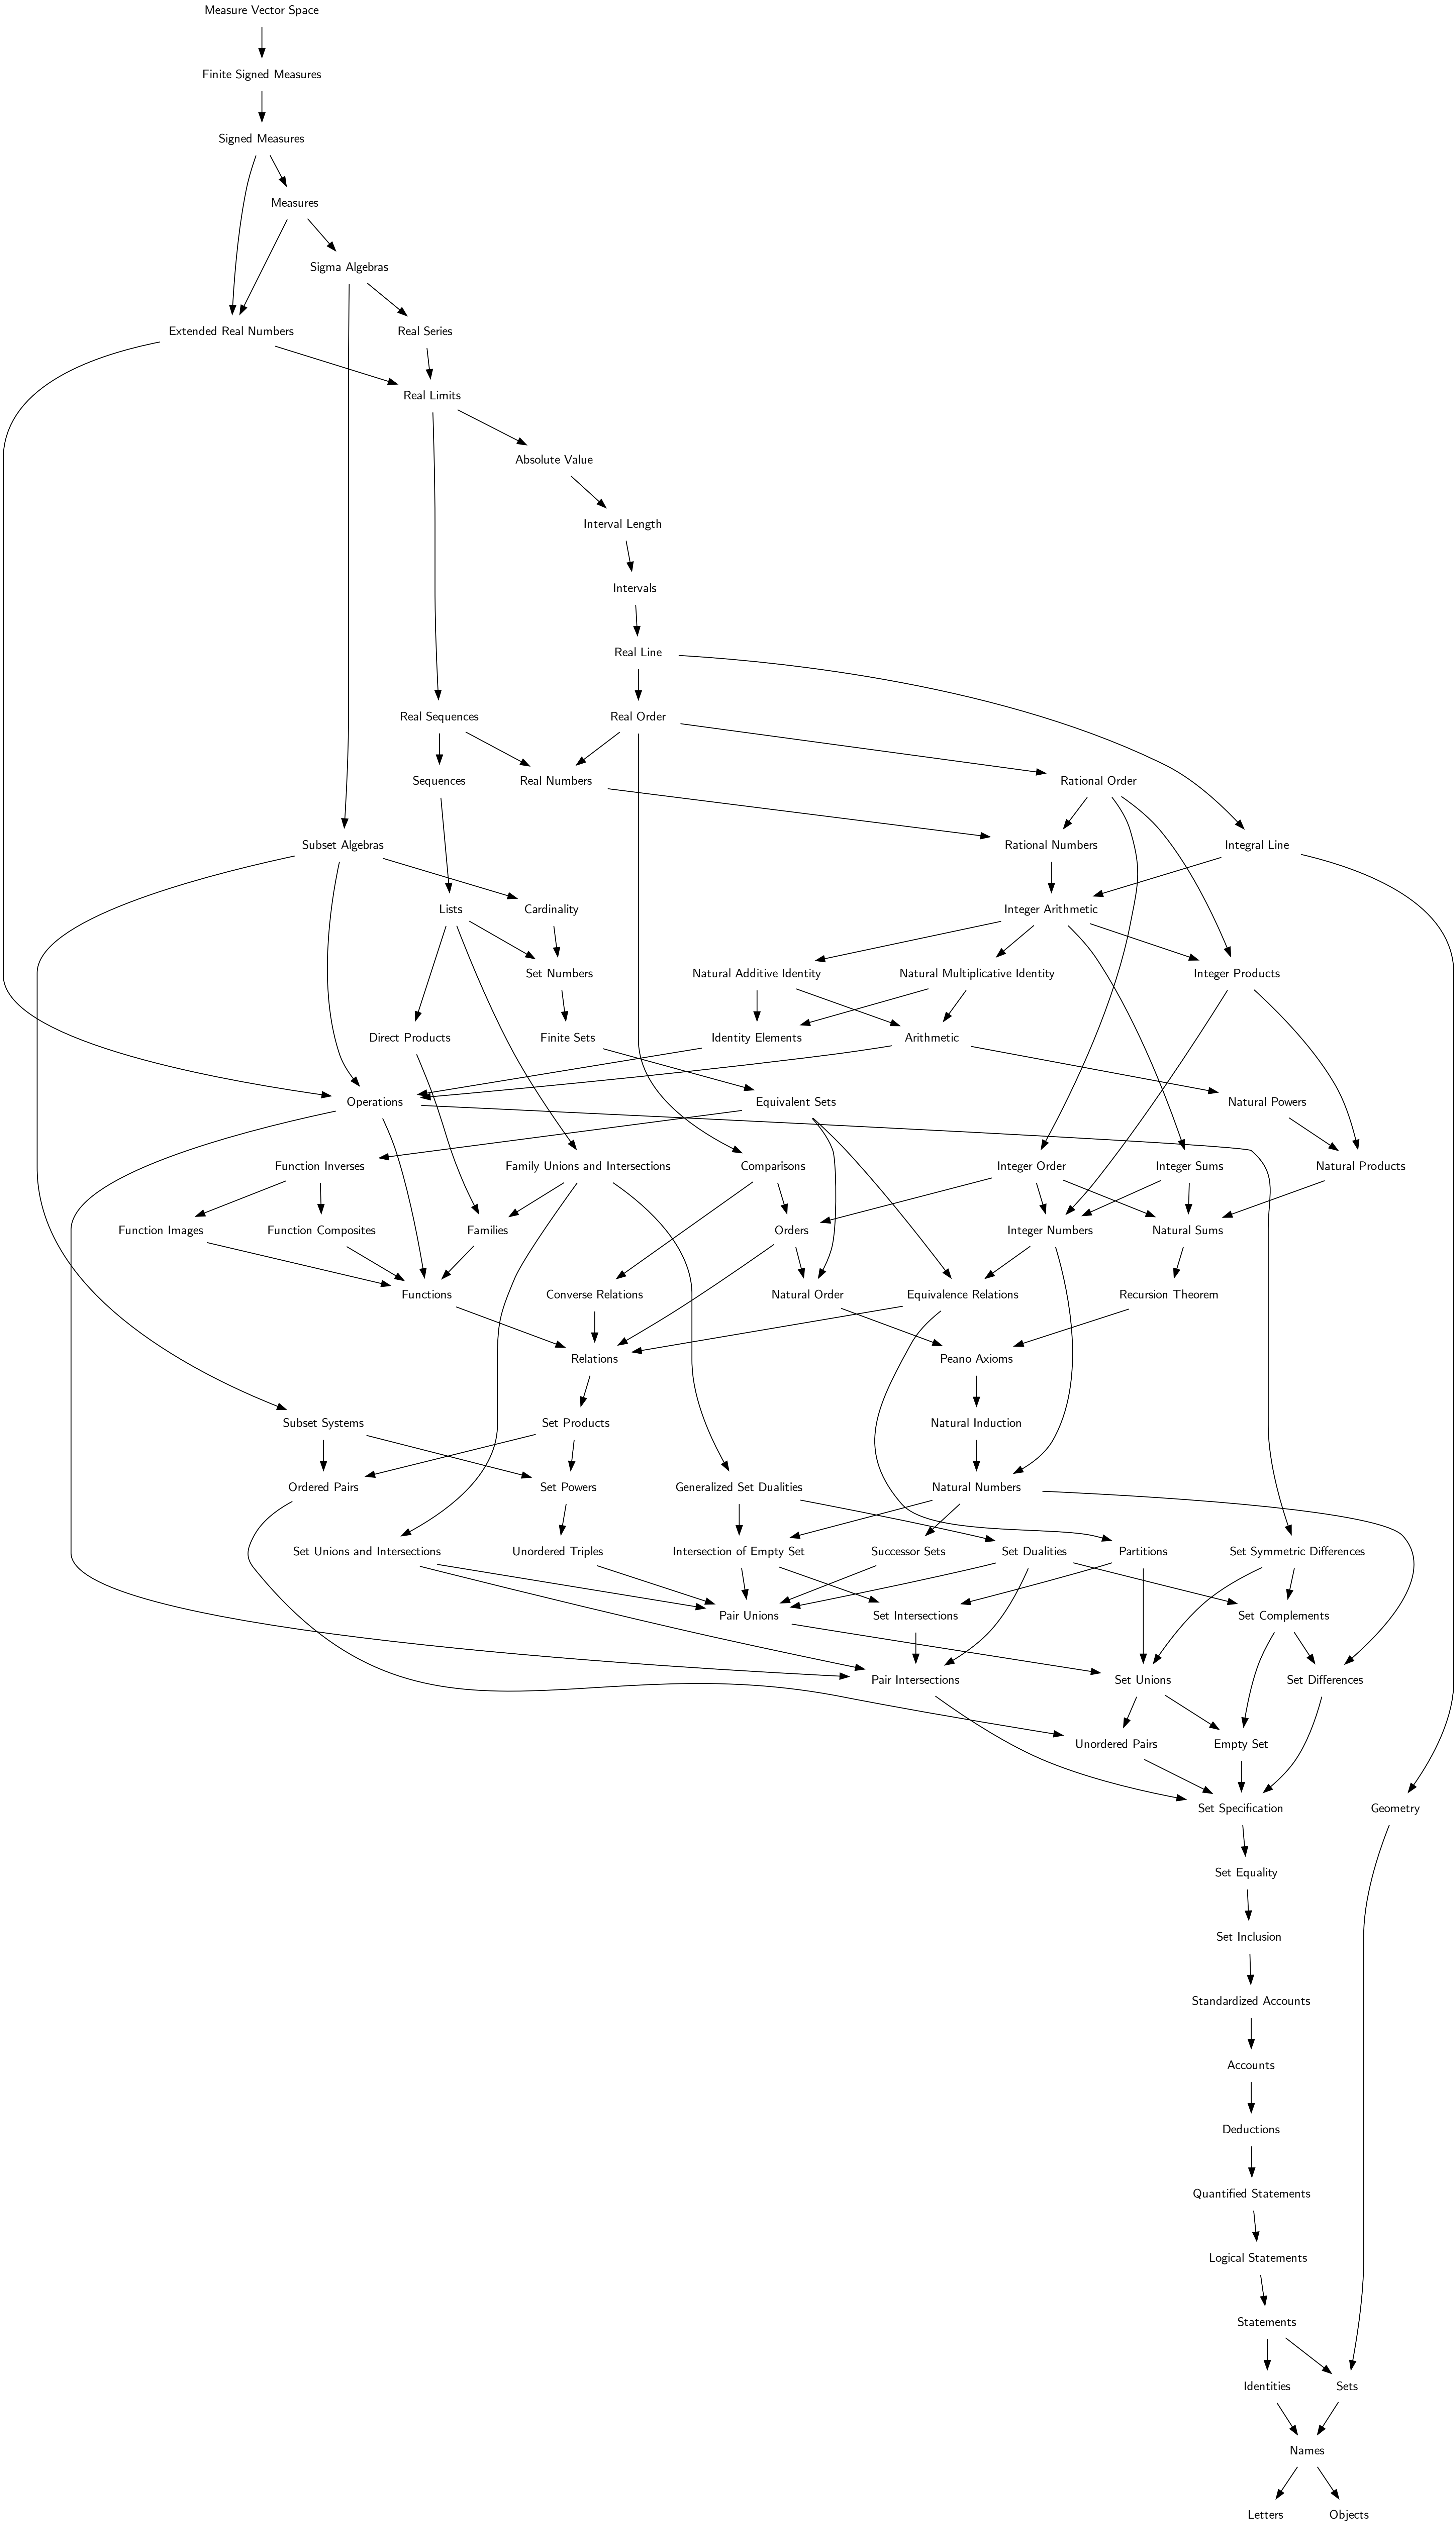 Measure Vector Space
Finite Signed Measures
Signed Measures
Measures
Sigma Algebras
Extended Real Numbers
Real Series
Real Limits
Absolute Value
Interval Length
Intervals
Real Line
Real Sequences
Real Order
Sequences
Real Numbers
Rational Order
Subset Algebras
Rational Numbers
Integral Line
Lists
Cardinality
Integer Arithmetic
Set Numbers
Natural Additive Identity
Natural Multiplicative Identity
Integer Products
Direct Products
Finite Sets
Identity Elements
Arithmetic
Operations
Equivalent Sets
Natural Powers
Function Inverses
Family Unions and Intersections
Comparisons
Integer Order
Integer Sums
Natural Products
Function Images
Function Composites
Families
Orders
Integer Numbers
Natural Sums
Functions
Converse Relations
Natural Order
Equivalence Relations
Recursion Theorem
Relations
Peano Axioms
Subset Systems
Set Products
Natural Induction
Ordered Pairs
Set Powers
Generalized Set Dualities
Natural Numbers
Set Unions and Intersections
Unordered Triples
Intersection of Empty Set
Successor Sets
Set Dualities
Partitions
Set Symmetric Differences
Pair Unions
Set Intersections
Set Complements
Pair Intersections
Set Unions
Set Differences
Unordered Pairs
Empty Set
Set Specification
Geometry
Set Equality
Set Inclusion
Standardized Accounts
Accounts
Deductions
Quantified Statements
Logical Statements
Statements
Identities
Sets
Names
Letters
Objects